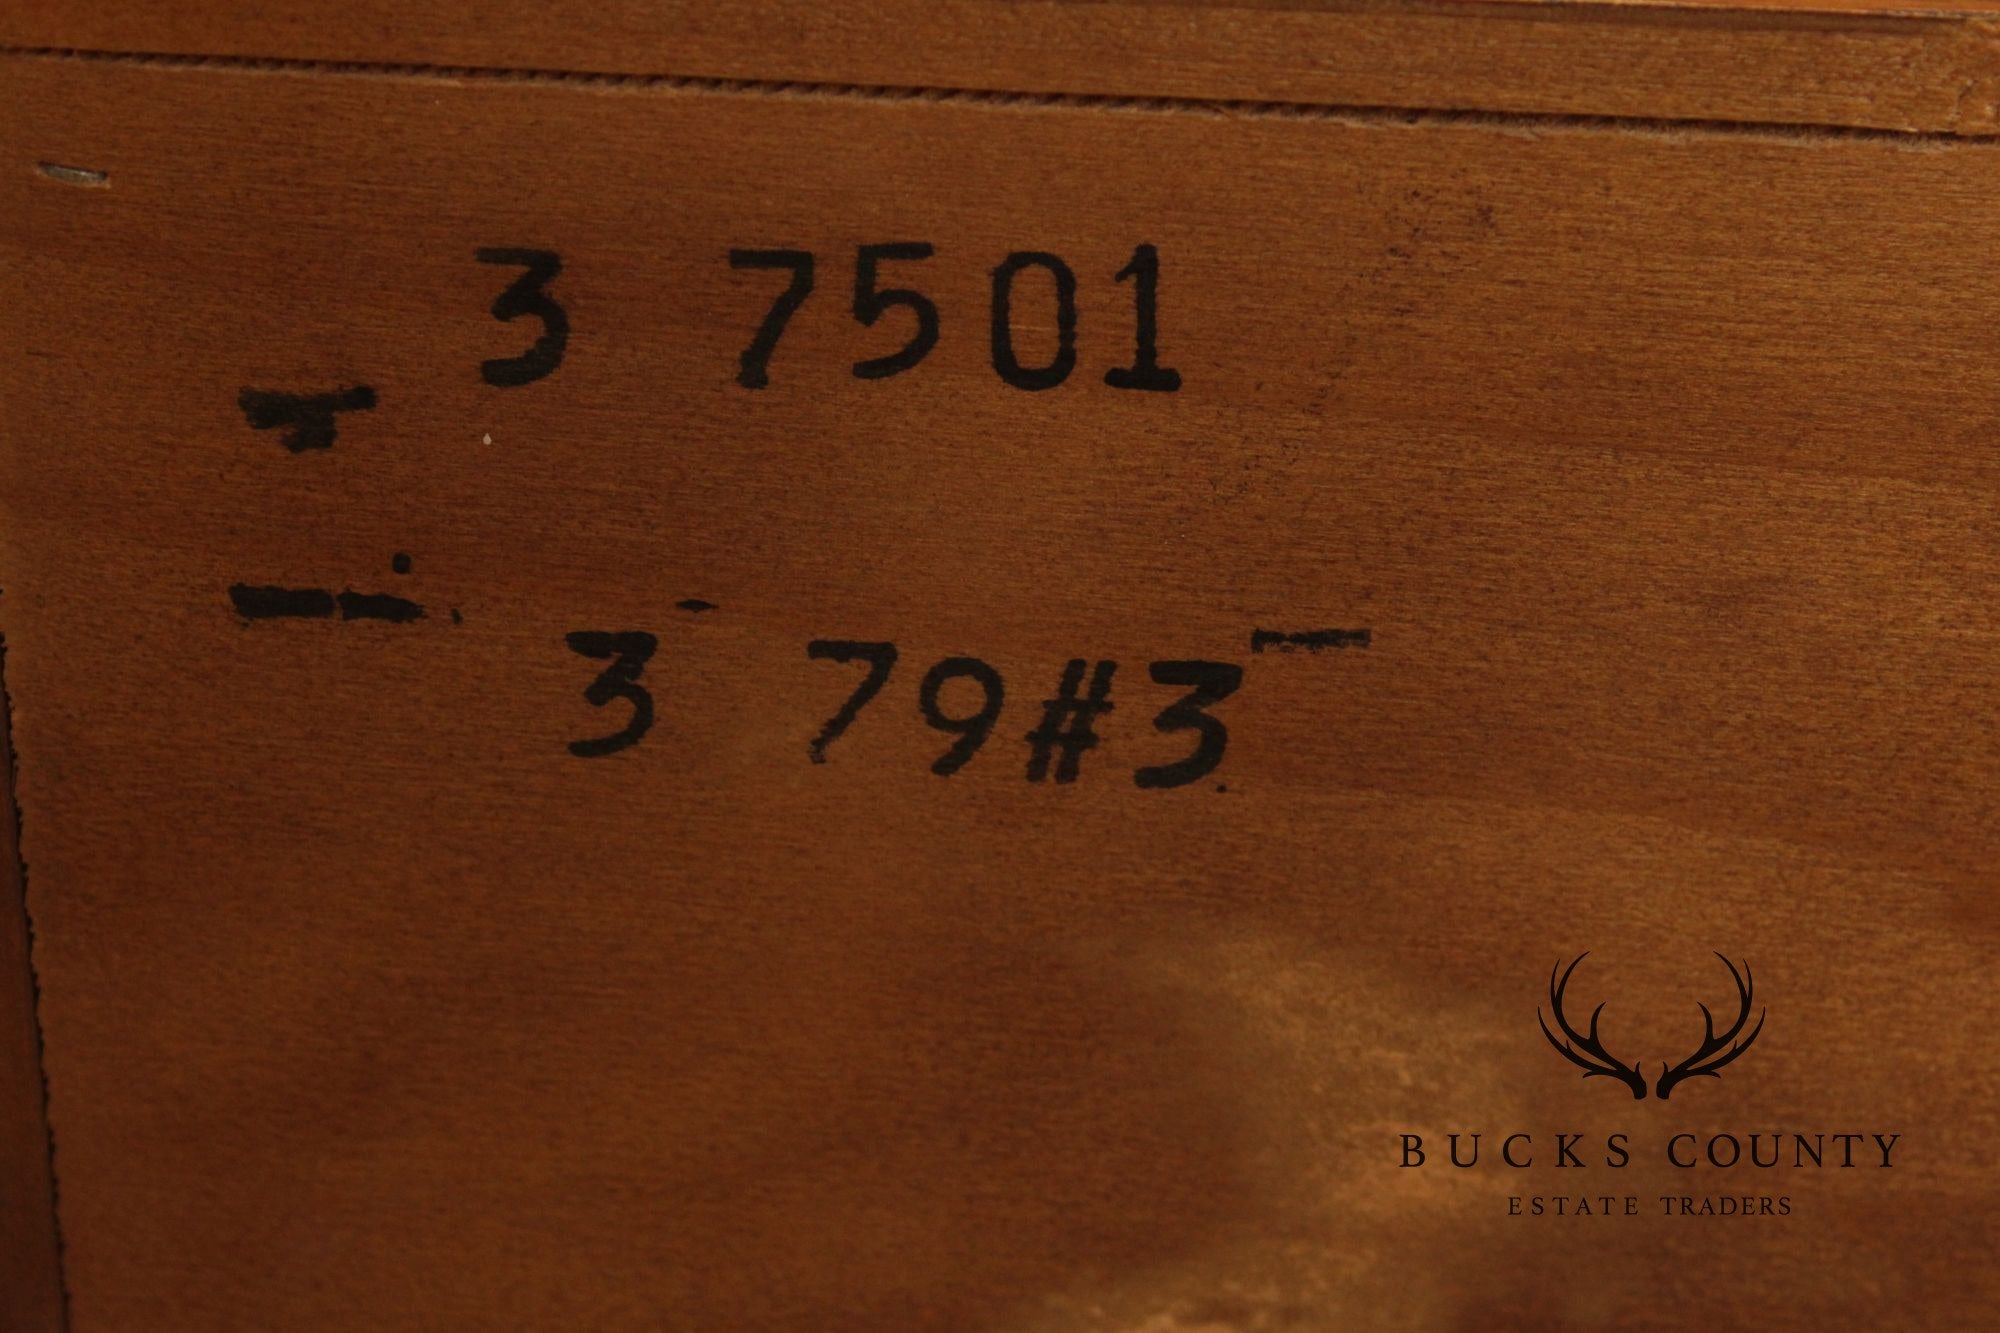 3 7501
3 79#3
BUCKS COUNTY
ESTATE TRADERS